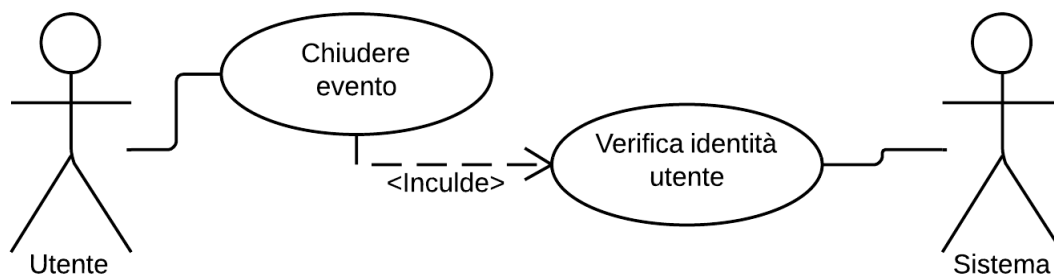 Chiudere
evento
Verifica identità
utente
<Inculde>
Utente
Sistema